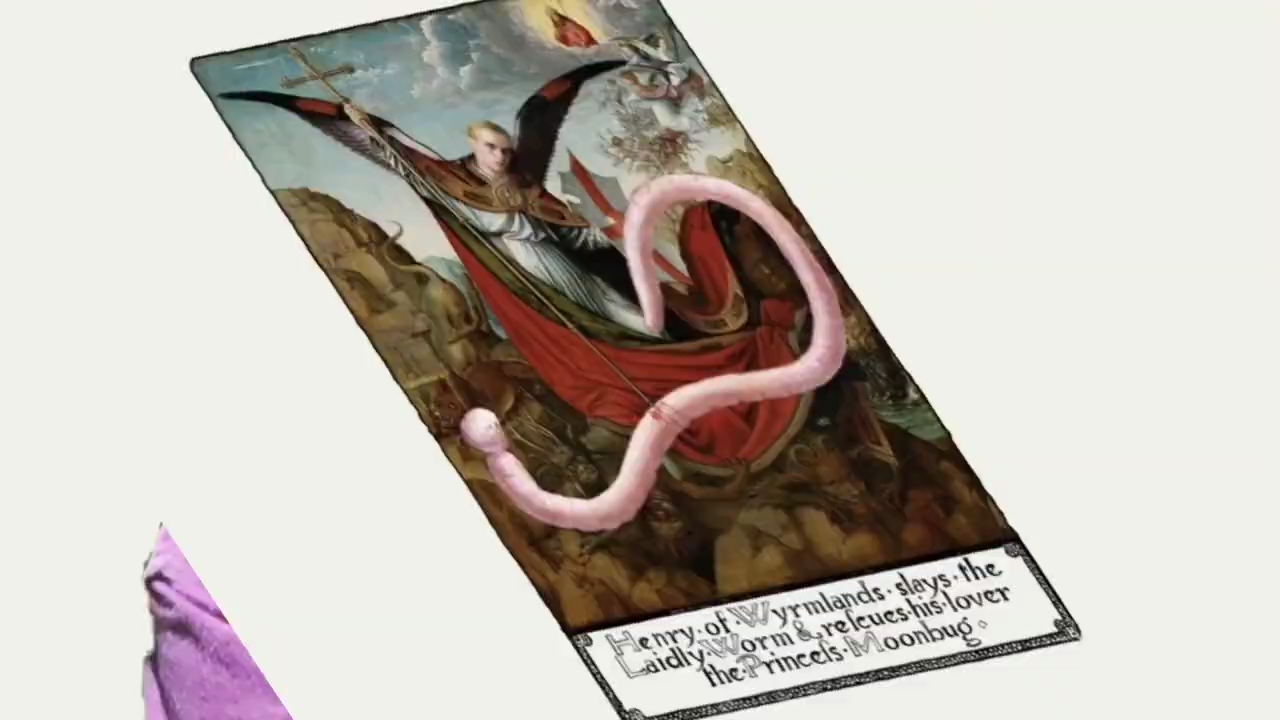 Henry·of·Wyrmlands·slays·the
Laidly·Worm & reſcues·his·lover
the·Princeſs·Moonbug⋄